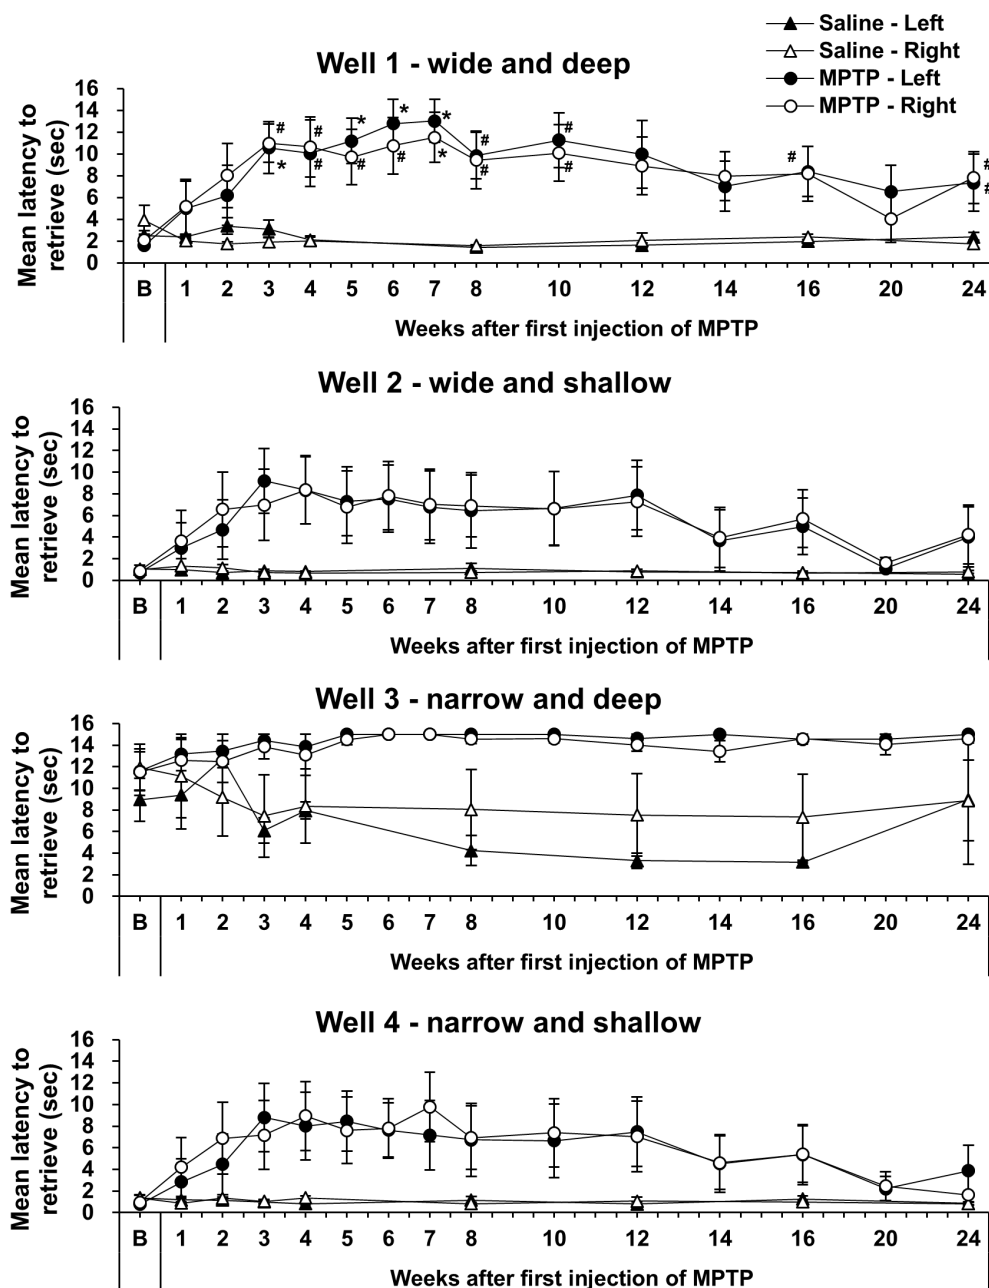 Saline - Left
Saline - Right
MPTP - Left
MPTP - Right
Well 1 - wide and deep
Mean latency to
retrieve (sec)
16
14
12
10
8
6
4
2
0
# # * * * #
* # # # * # # #
# # #
B 1 2 3 4 5 6 7 8 10 12 14 16 20 24
Weeks after first injection of MPTP
Well 2 - wide and shallow
Mean latency to
retrieve (sec)
16
14
12
10
8
6
4
2
0
B 1 2 3 4 5 6 7 8 10 12 14 16 20 24
Weeks after first injection of MPTP
Well 3 - narrow and deep
Mean latency to
retrieve (sec)
16
14
12
10
8
6
4
2
0
B 1 2 3 4 5 6 7 8 10 12 14 16 20 24
Weeks after first injection of MPTP
Well 4 - narrow and shallow
Mean latency to
retrieve (sec)
16
14
12
10
8
6
4
2
0
B 1 2 3 4 5 6 7 8 10 12 14 16 20 24
Weeks after first injection of MPTP